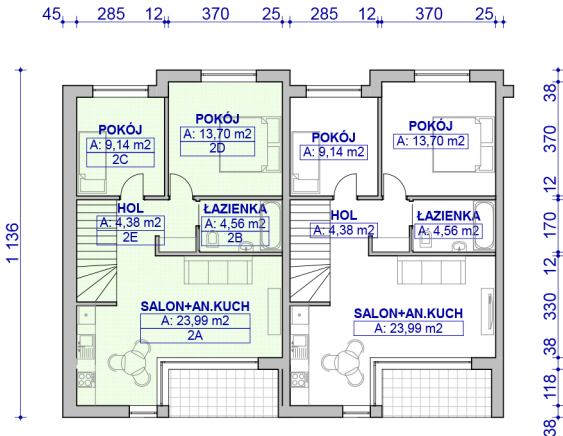 45 285 12 370 25 285 12 370 25
38
370
12
170
12
330
38
118
38
1 136
POKÓJ
A: 9,14 m2
2C
POKÓJ
A: 13,70 m2
2D
POKÓJ
A: 9,14 m2
POKÓJ
A: 13,70 m2
HOL
A: 4,38 m2
2E
ŁAZIENKA
A: 4,56 m2
2B
HOL
A: 4,38 m2
ŁAZIENKA
A: 4,56 m2
SALON+AN.KUCH
A: 23,99 m2
2A
SALON+AN.KUCH
A: 23,99 m2